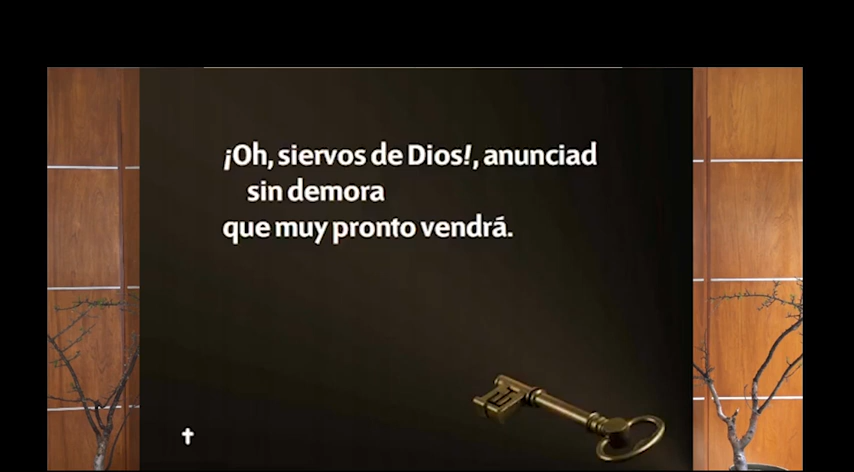 ¡Oh, siervos de Dios!, anunciad
sin demora
que muy pronto vendrá.